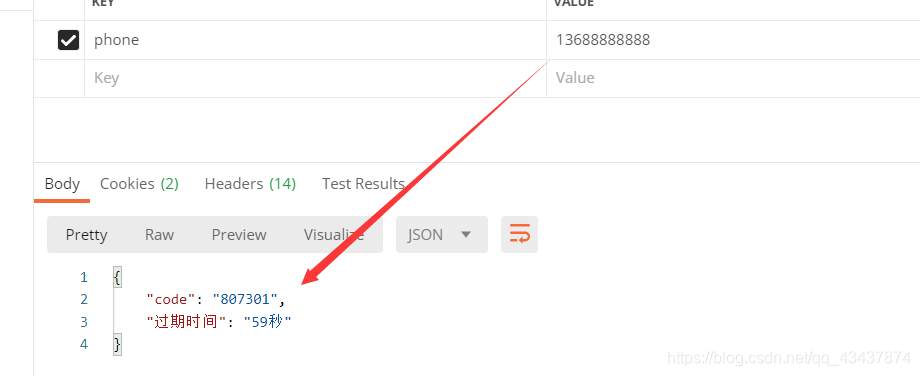 KEY VALUE
phone 13688888888
Key Value
Body Cookies (2) Headers (14) Test Results
Pretty Raw Preview Visualize JSON
1 {
2 "code": "807301",
3 "过期时间": "59秒"
4 }
https://blog.csdn.net/qq_43437874